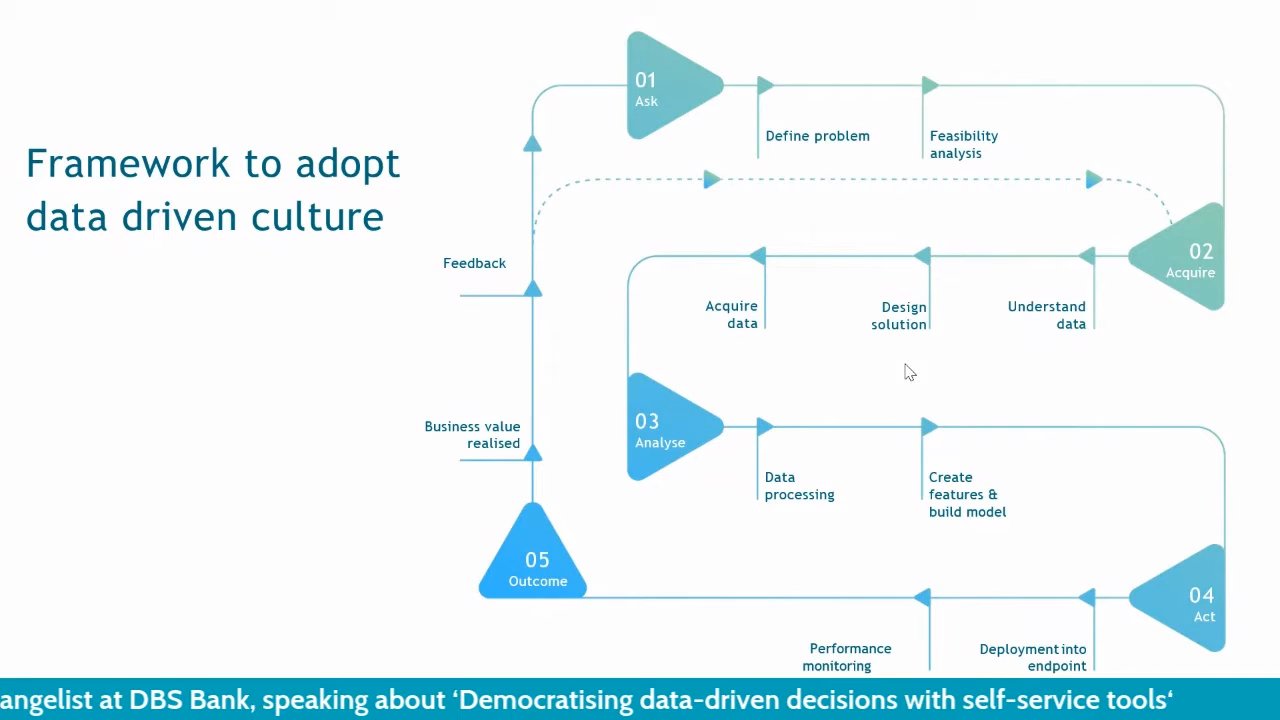 Framework to adopt
data driven culture
01
Ask
Define problem
Feasibility
analysis
02
Acquire
Understand
data
Design
solution
Acquire
data
03
Analyse
Data
processing
Create
features &
build model
04
Act
Deployment into
endpoint
Performance
monitoring
05
Outcome
Business value
realised
Feedback
angelist at DBS Bank, speaking about ‘Democratising data-driven decisions with self-service tools‘